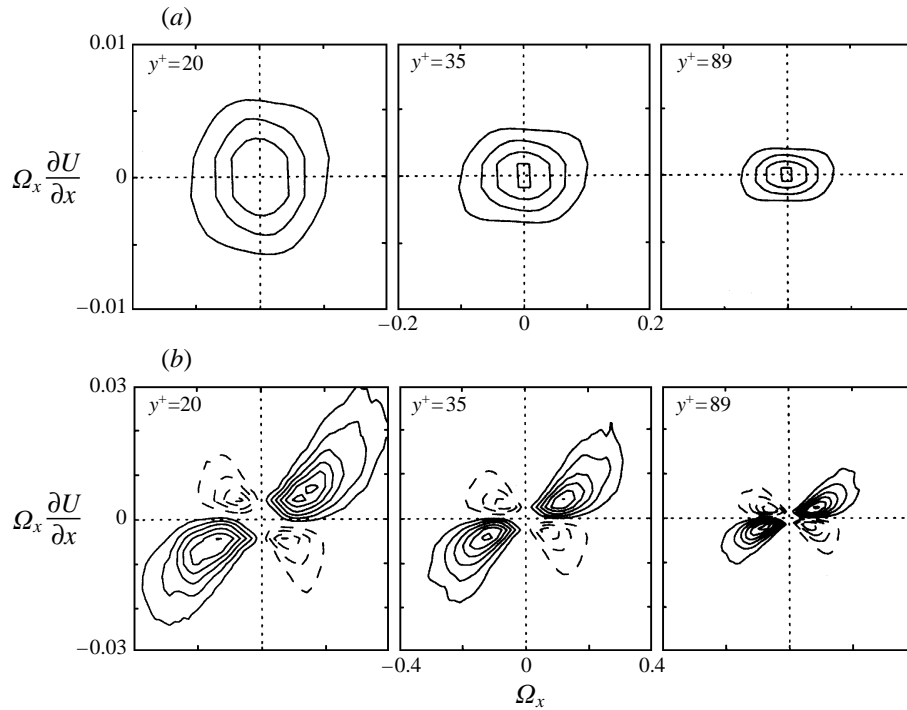 (a)
0.01
y+=20
y+=35
y+=89
Ωx ∂U/∂x
0
−0.01
−0.2
0
0.2
(b)
0.03
y+=20
y+=35
y+=89
Ωx ∂U/∂x
0
−0.03
−0.4
0
0.4
Ωx